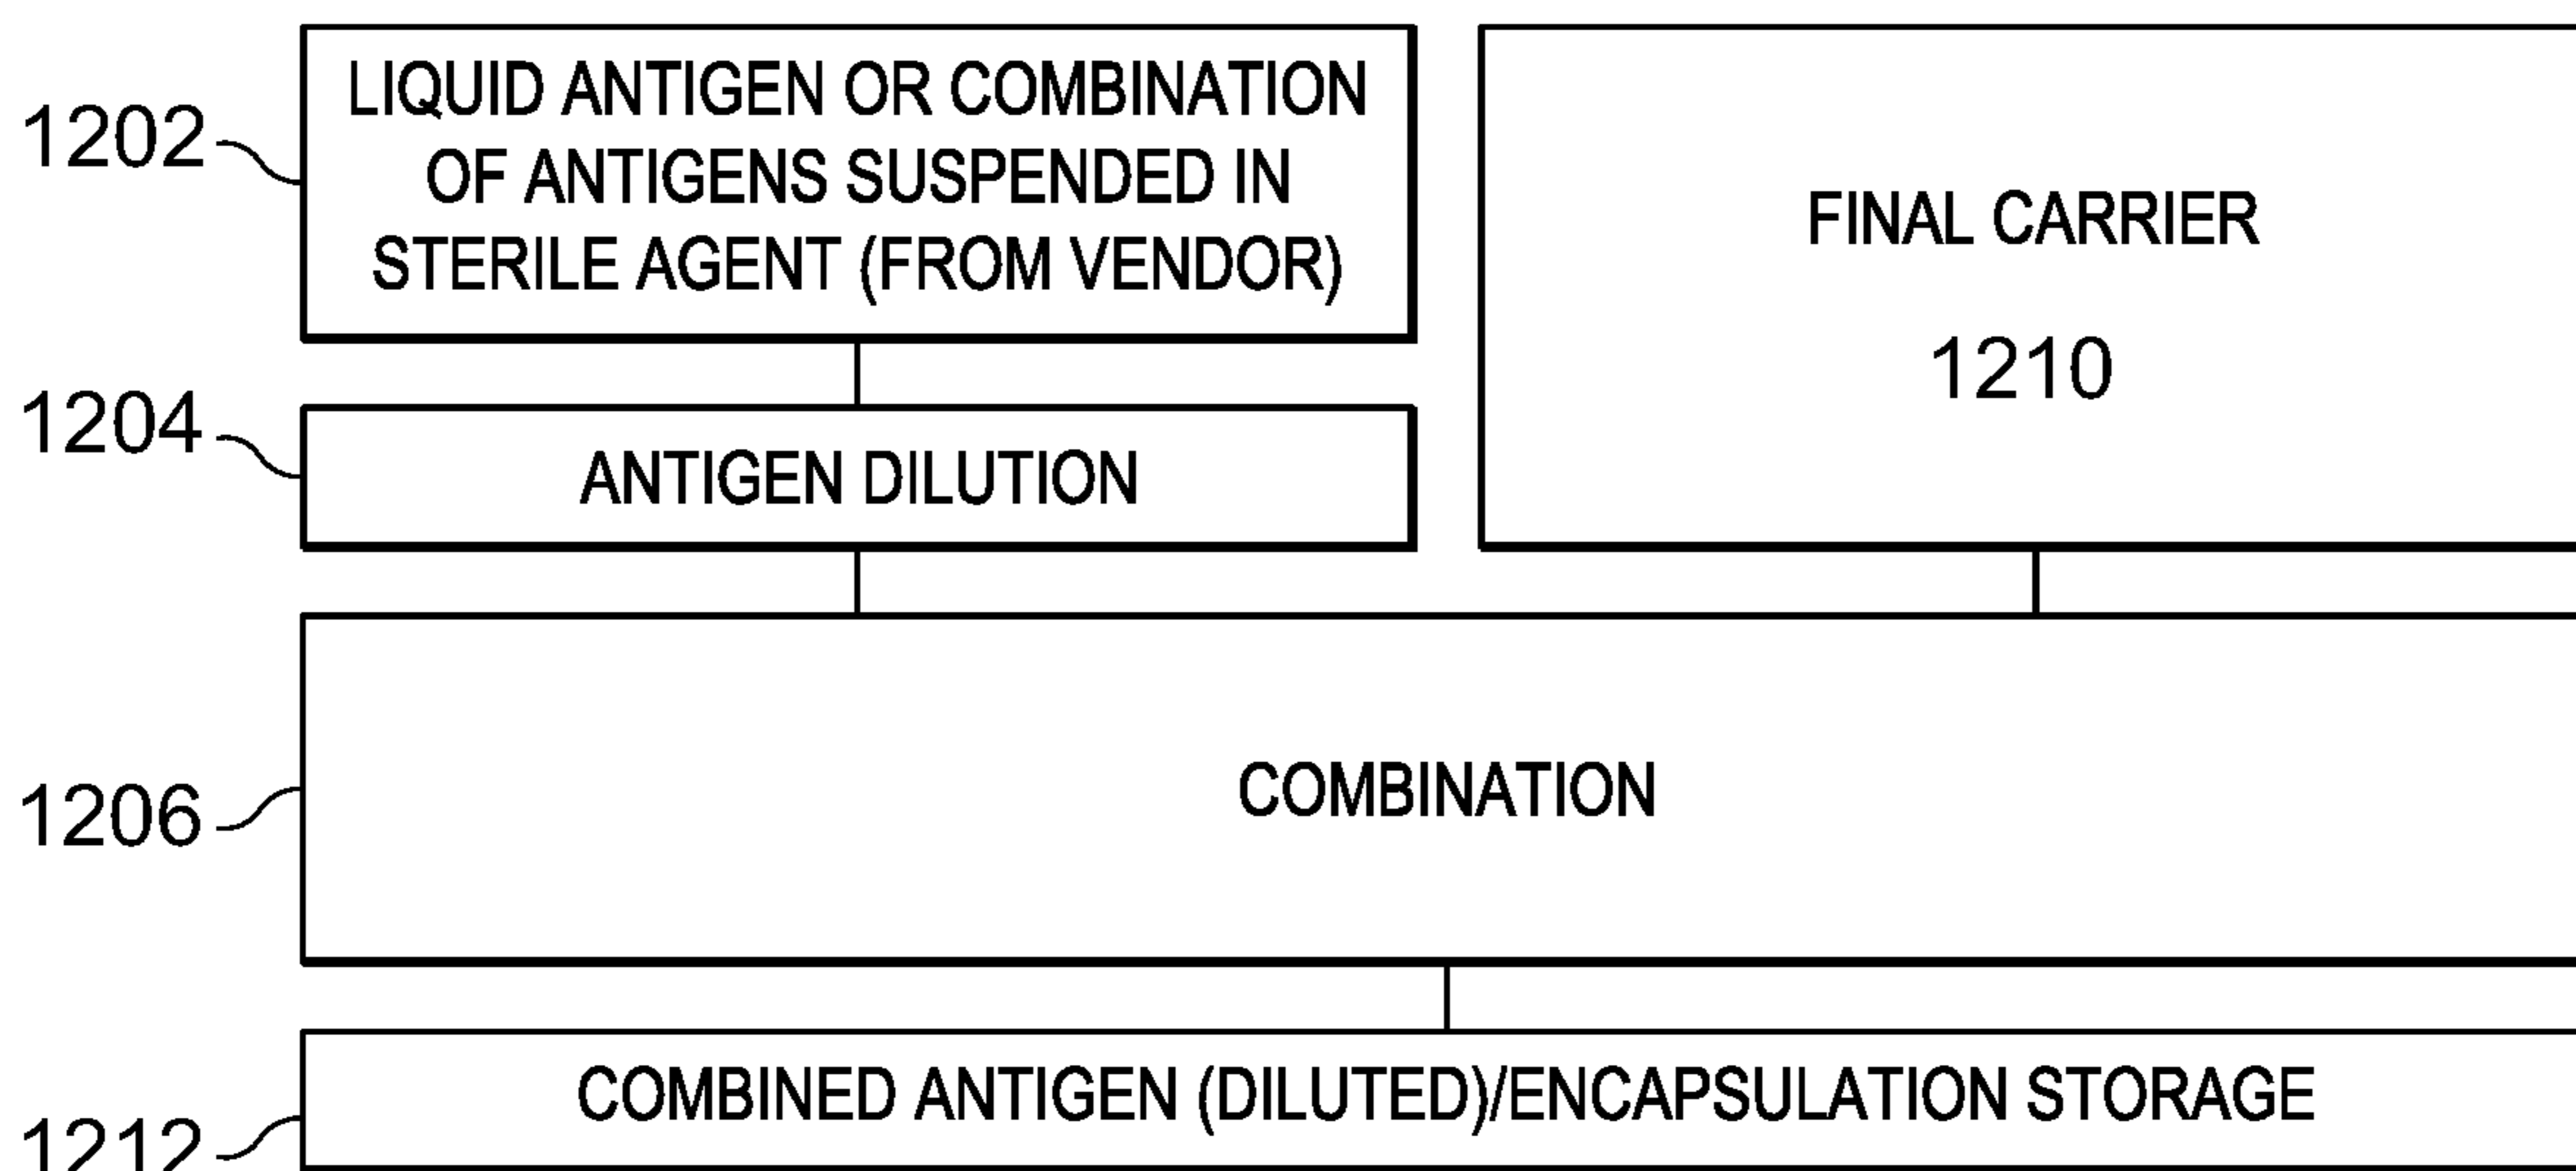 1202
LIQUID ANTIGEN OR COMBINATION
OF ANTIGENS SUSPENDED IN
STERILE AGENT (FROM VENDOR)
FINAL CARRIER
1210
1204
ANTIGEN DILUTION
1206
COMBINATION
1212
COMBINED ANTIGEN (DILUTED)/ENCAPSULATION STORAGE